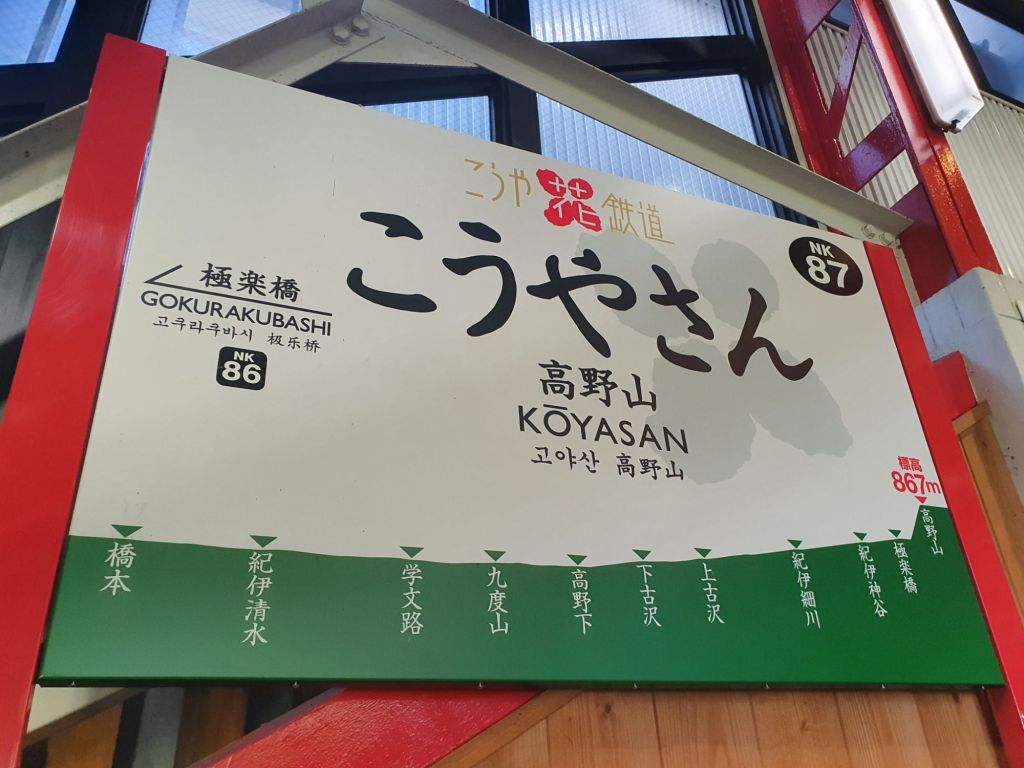 こうや花鉄道
こうやさん
NK
87
極楽橋
GOKURAKUBASHI
고쿠라쿠바시 极乐桥
NK
86
高野山
KŌYASAN
고야산 高野山
標高
867m
橋本
紀伊清水
学文路
九度山
高野下
下古沢
上古沢
紀伊細川
紀伊神谷
極楽橋
高野山